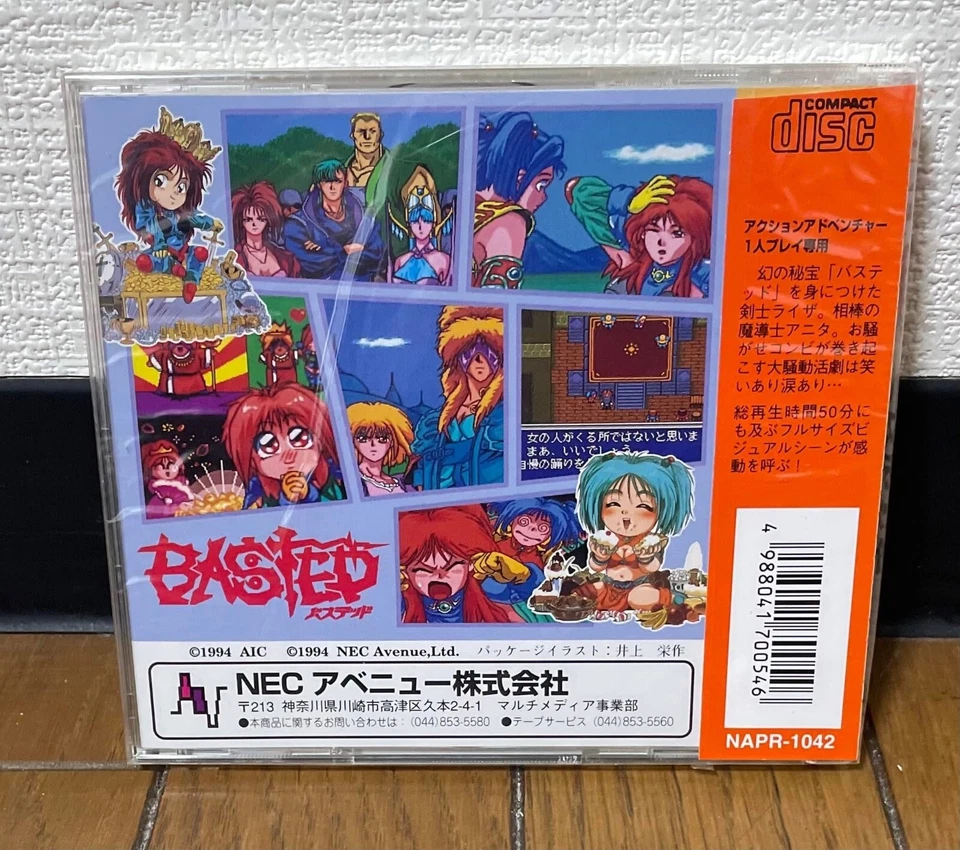 COMPACT
disc
アクションアドベンチャー
1人プレイ専用
幻の秘宝「バステ
ッド」を身につけた
剣士ライザ。相棒の
魔導士アニタ。お騒
がせコンビが巻き起
こす大騒動活劇は笑
いあり涙あり…
総再生時間50分に
も及ぶフルサイズビ
ジュアルシーンが感
動を呼ぶ！
女の人がくる所ではないと思いま
まあ、いいでしょう
自慢の踊りを
BASTED
バステッド
©1994 AIC ©1994 NEC Avenue,Ltd. パッケージイラスト：井上 栄作
NEC アベニュー株式会社
〒213 神奈川県川崎市高津区久本2-4-1 マルチメディア事業部
●本商品に関するお問い合わせは：(044)853-5580 ●テープサービス (044)853-5560
4 988041 700546
NAPR-1042